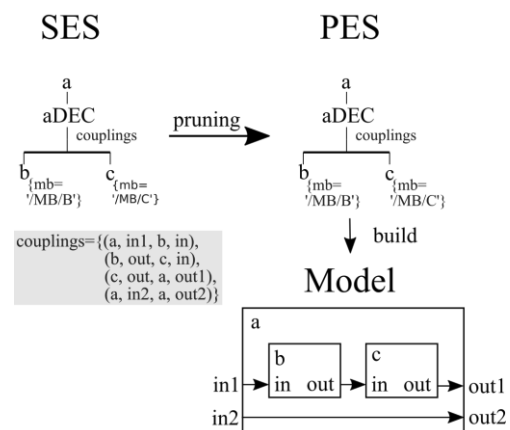 SES
PES
a
aDEC
couplings
b
{mb=
'/MB/B'}
c
{mb=
'/MB/C'}
pruning
a
aDEC
couplings
b
{mb=
'/MB/B'}
c
{mb=
'/MB/C'}
couplings={(a, in1, b, in),
(b, out, c, in),
(c, out, a, out1),
(a, in2, a, out2)}
build
Model
a
b
c
in1
in out
in out
out1
in2
out2